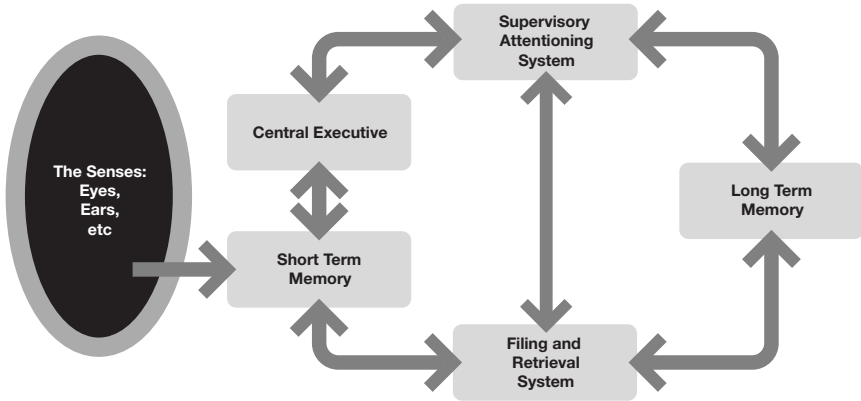 Supervisory
Attentioning
System
Central Executive
The Senses:
Eyes,
Ears,
etc
Long Term
Memory
Short Term
Memory
Filing and
Retrieval
System